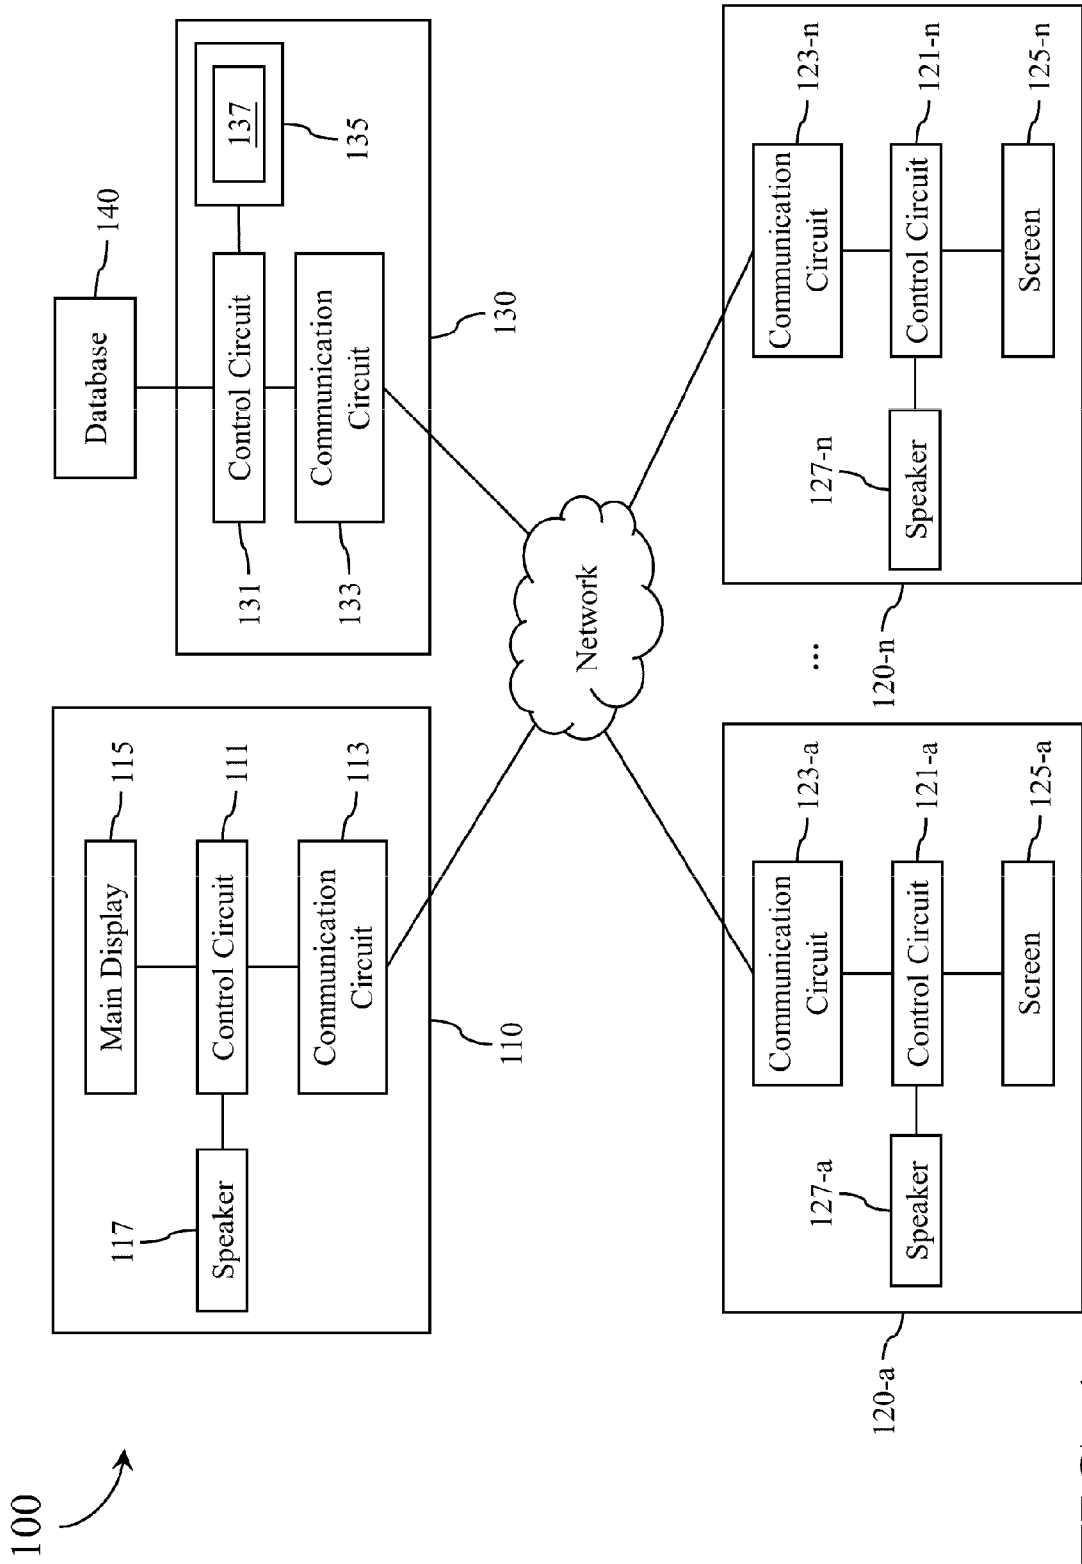 100
Main Display
115
117
Speaker
Control Circuit
111
Communication
Circuit
113
110
Database
140
137
135
Control Circuit
131
Communication
Circuit
133
130
Network
Communication
Circuit
123-a
127-a
Speaker
Control Circuit
121-a
Screen
125-a
120-a
...
Communication
Circuit
123-n
127-n
Speaker
Control Circuit
121-n
Screen
125-n
120-n